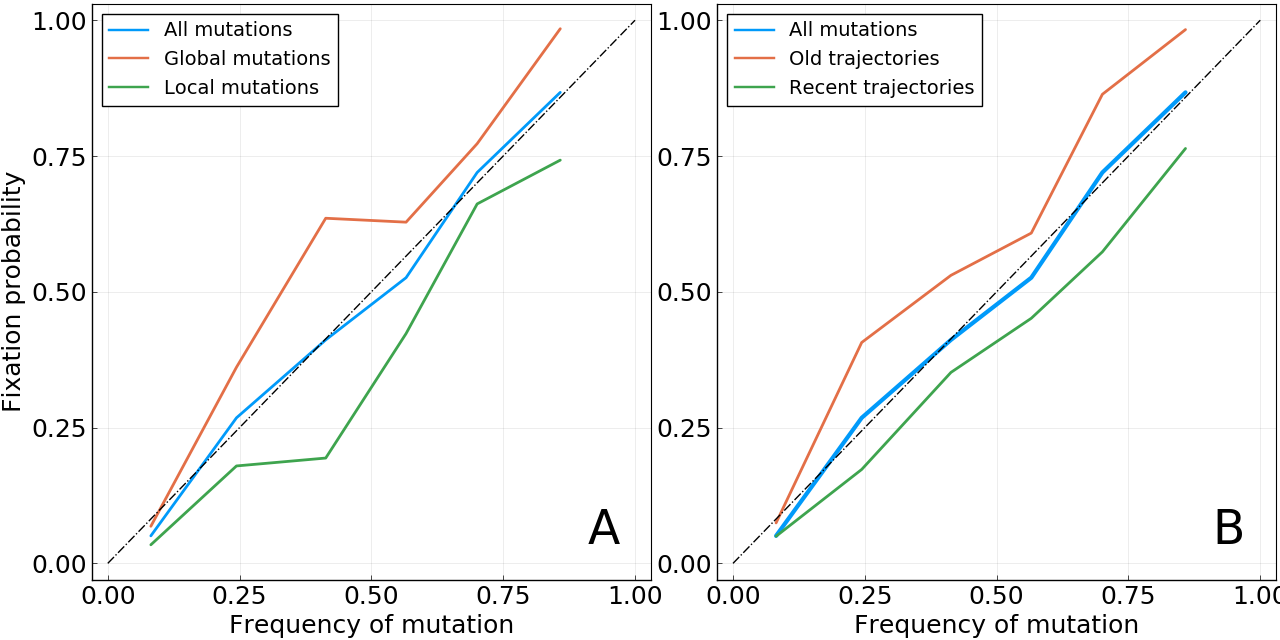 All mutations
Global mutations
Local mutations
1.00
0.75
0.50
0.25
0.00
0.00 0.25 0.50 0.75 1.00
Fixation probability
Frequency of mutation
A
All mutations
Old trajectories
Recent trajectories
1.00
0.75
0.50
0.25
0.00
0.00 0.25 0.50 0.75 1.00
Frequency of mutation
B